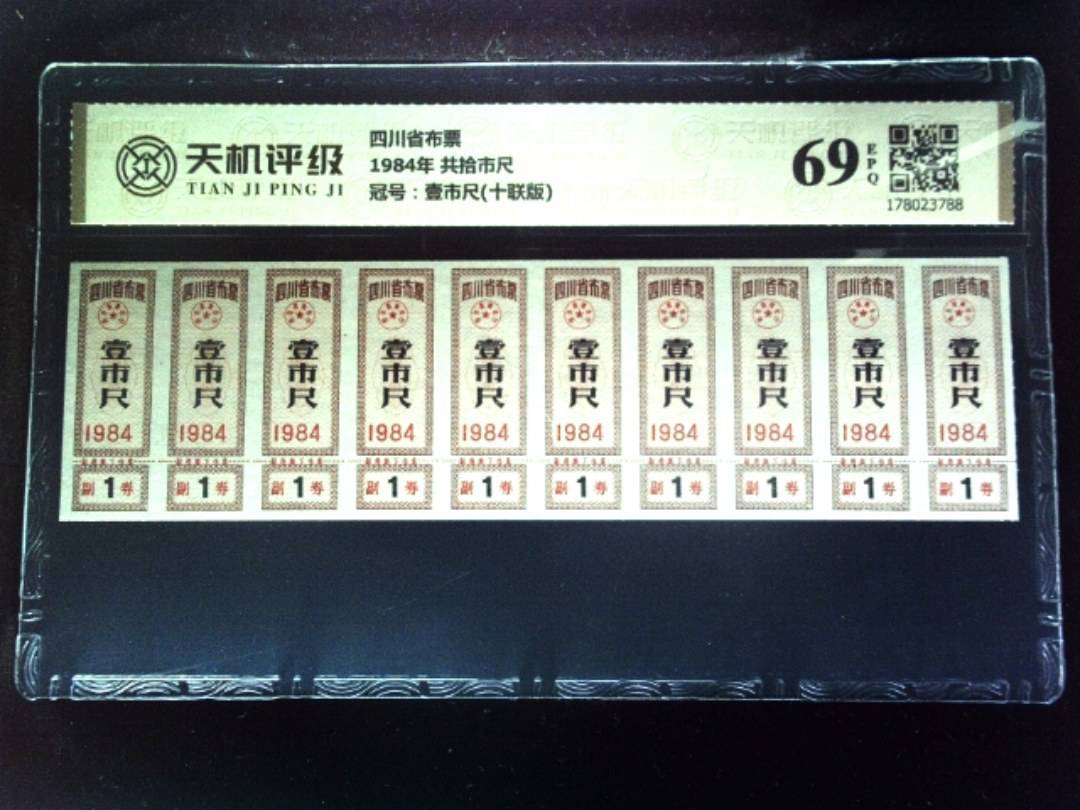 天机评级
TIAN JI PING JI
四川省布票
1984年 共拾市尺
冠号：壹市尺(十联版)
69
EPQ
178023788
四川省布票 四川省布票 四川省布票 四川省布票 四川省布票 四川省布票 四川省布票 四川省布票 四川省布票 四川省布票
壹市尺 壹市尺 壹市尺 壹市尺 壹市尺 壹市尺 壹市尺 壹市尺 壹市尺 壹市尺
1984 1984 1984 1984 1984 1984 1984 1984 1984 1984
副1券 副1券 副1券 副1券 副1券 副1券 副1券 副1券 副1券 副1券